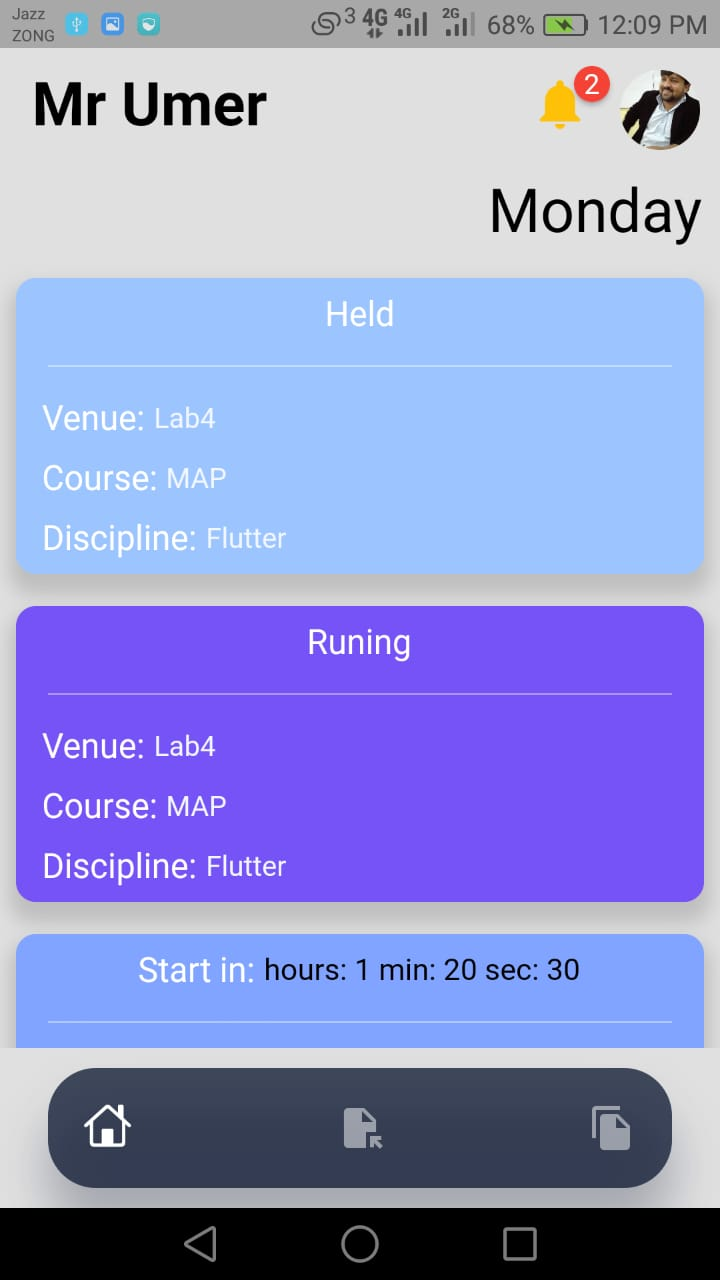 Jazz
ZONG
3 4G 4G 2G 68% 12:09 PM
Mr Umer
2
Monday
Held
Venue: Lab4
Course: MAP
Discipline: Flutter
Runing
Venue: Lab4
Course: MAP
Discipline: Flutter
Start in: hours: 1 min: 20 sec: 30